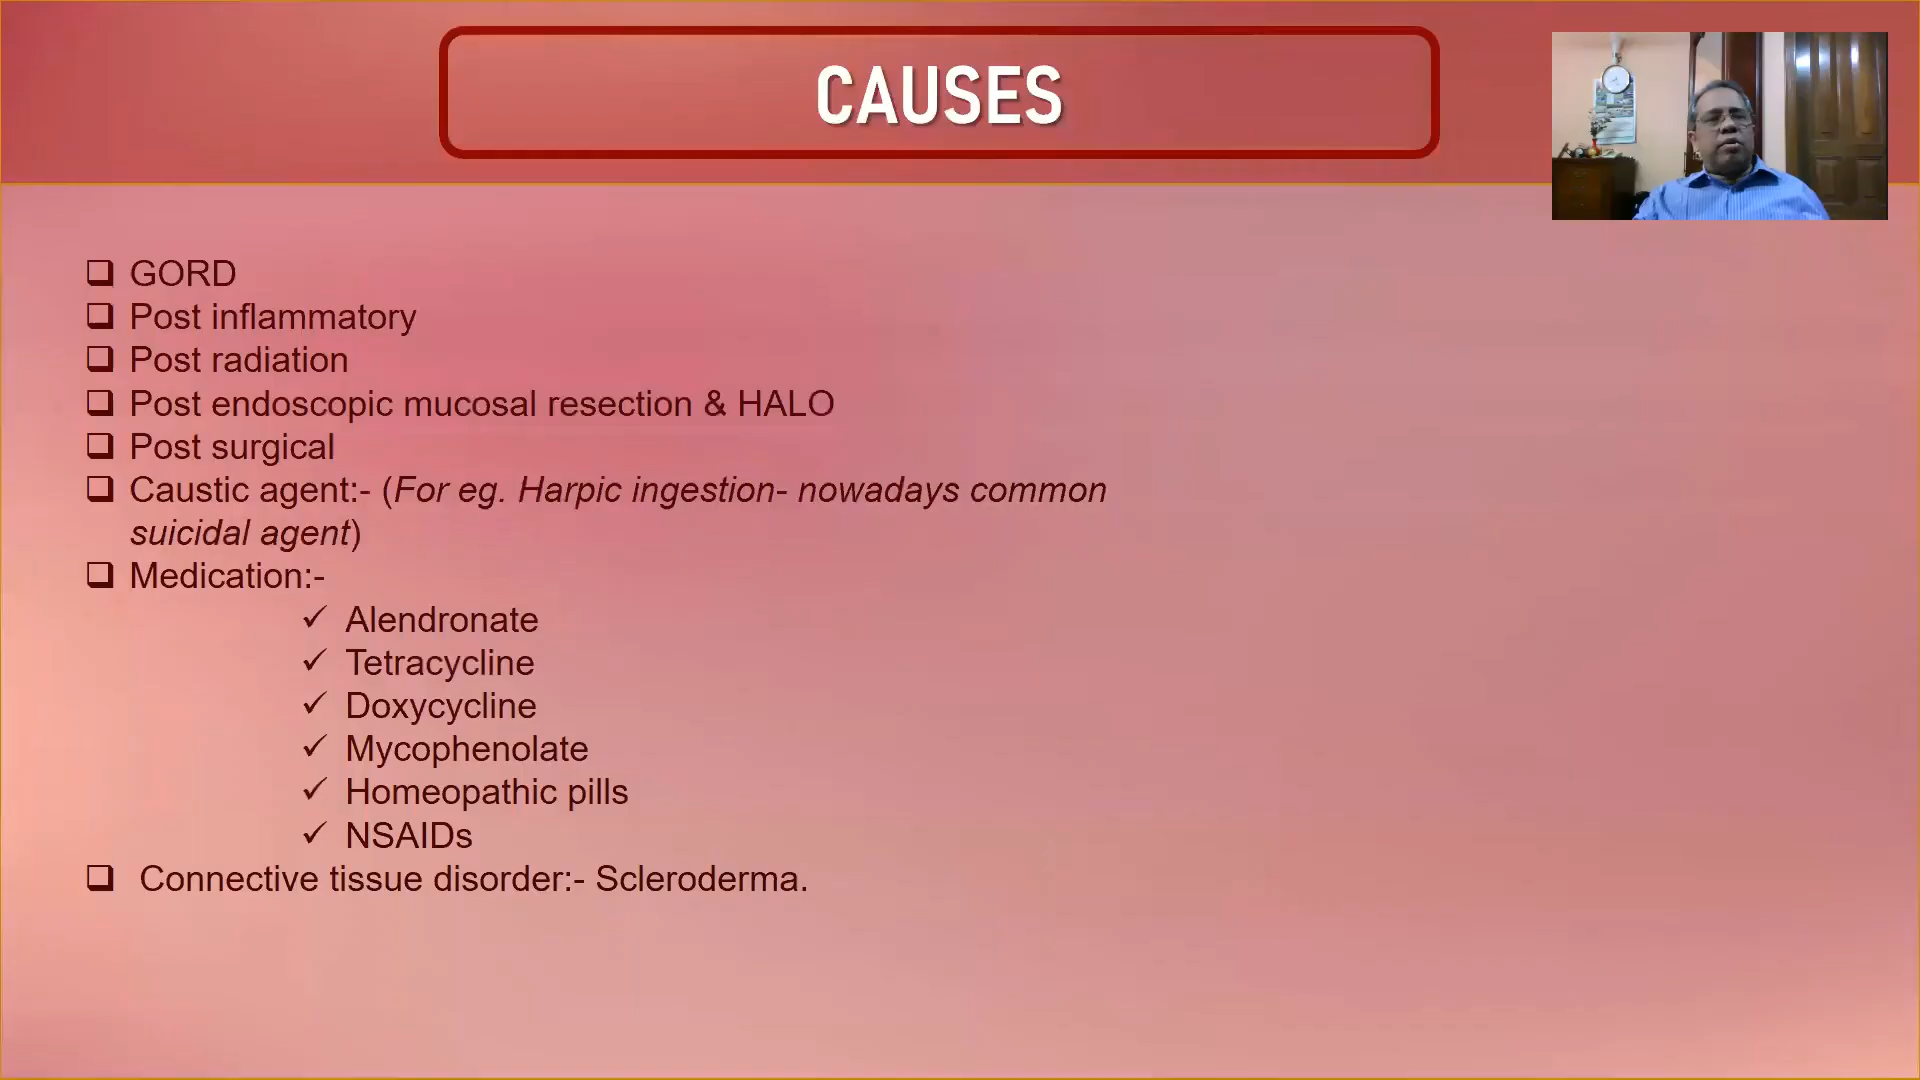 CAUSES
GORD
Post inflammatory
Post radiation
Post endoscopic mucosal resection & HALO
Post surgical
Caustic agent:- (For eg. Harpic ingestion- nowadays common
suicidal agent)
Medication:-
Alendronate
Tetracycline
Doxycycline
Mycophenolate
Homeopathic pills
NSAIDs
Connective tissue disorder:- Scleroderma.